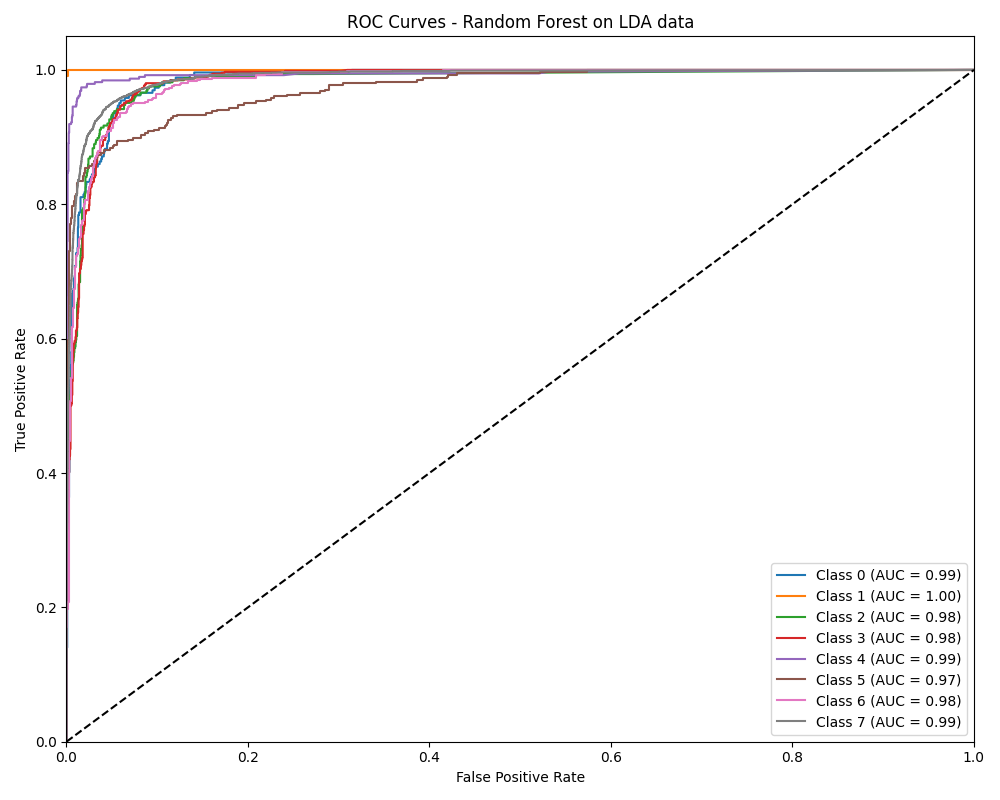 ROC Curves - Random Forest on LDA data
True Positive Rate
1.0
0.8
0.6
0.4
0.2
0.0
0.0 0.2 0.4 0.6 0.8 1.0
False Positive Rate
Class 0 (AUC = 0.99)
Class 1 (AUC = 1.00)
Class 2 (AUC = 0.98)
Class 3 (AUC = 0.98)
Class 4 (AUC = 0.99)
Class 5 (AUC = 0.97)
Class 6 (AUC = 0.98)
Class 7 (AUC = 0.99)